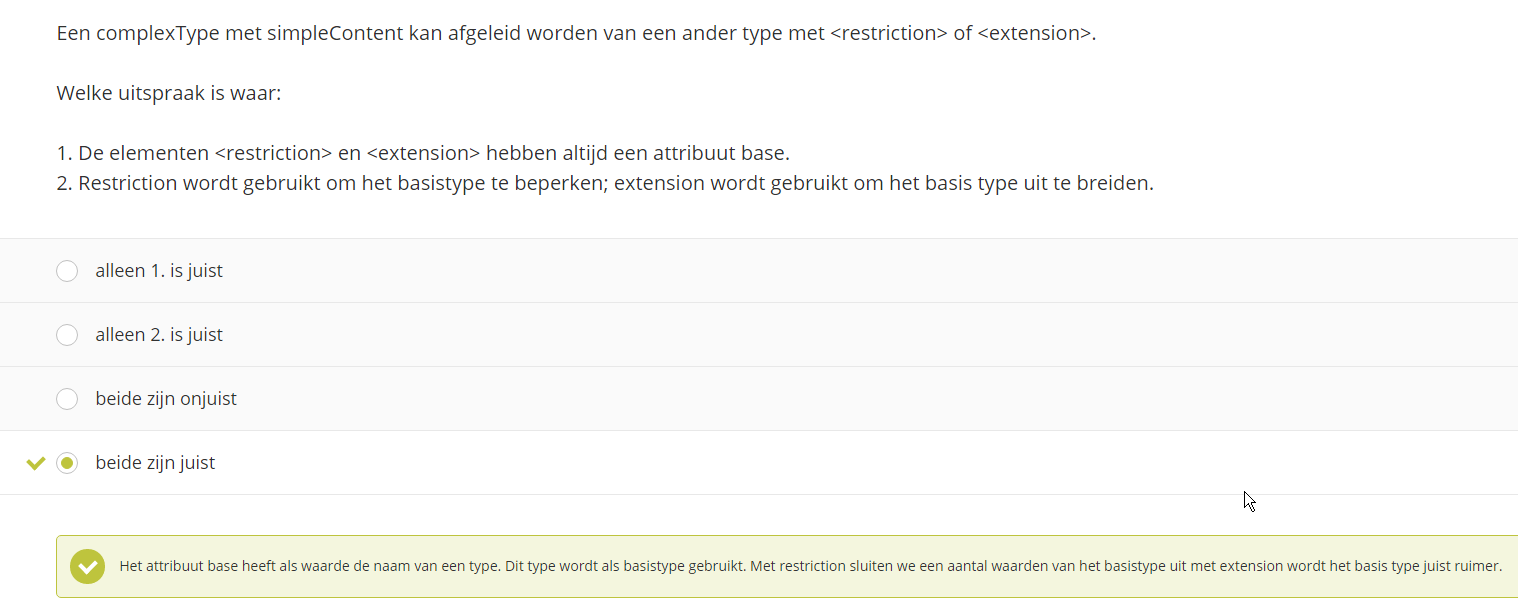 Een complexType met simpleContent kan afgeleid worden van een ander type met <restriction> of <extension>.
Welke uitspraak is waar:
1. De elementen <restriction> en <extension> hebben altijd een attribuut base.
2. Restriction wordt gebruikt om het basistype te beperken; extension wordt gebruikt om het basis type uit te breiden.
alleen 1. is juist
alleen 2. is juist
beide zijn onjuist
beide zijn juist
Het attribuut base heeft als waarde de naam van een type. Dit type wordt als basistype gebruikt. Met restriction sluiten we een aantal waarden van het basistype uit met extension wordt het basis type juist ruimer.